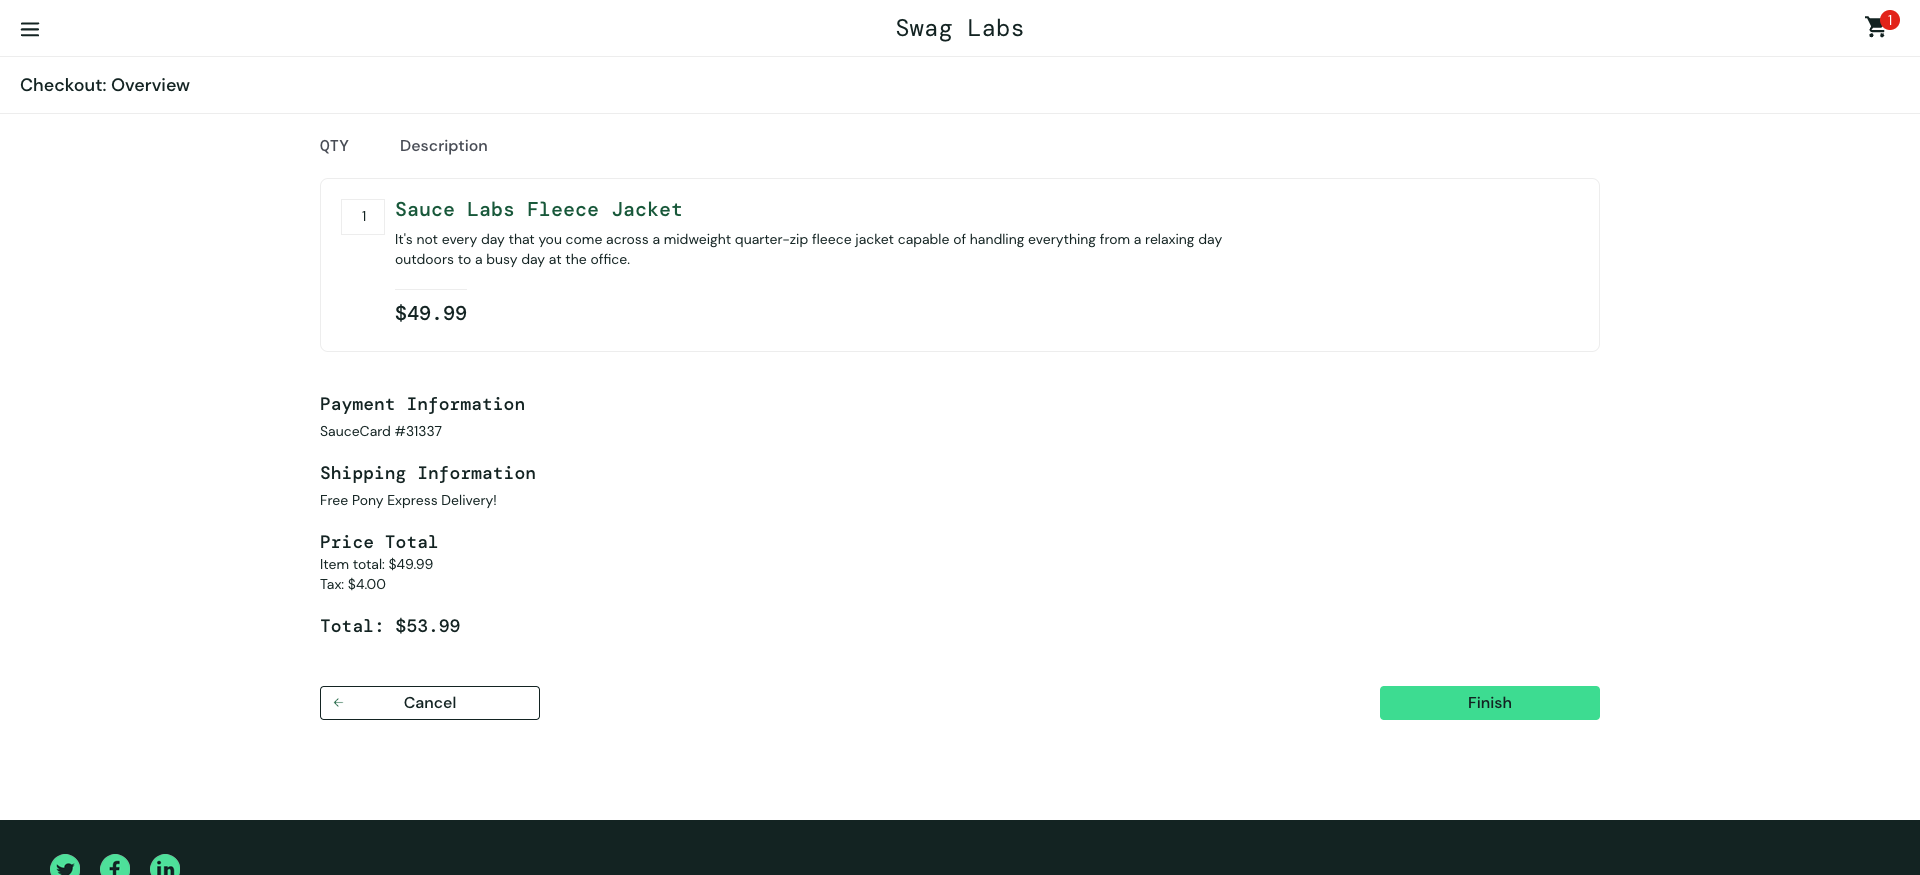 Swag Labs
1
Checkout: Overview
QTY Description
1
Sauce Labs Fleece Jacket
It's not every day that you come across a midweight quarter-zip fleece jacket capable of handling everything from a relaxing day
outdoors to a busy day at the office.
$49.99
Payment Information
SauceCard #31337
Shipping Information
Free Pony Express Delivery!
Price Total
Item total: $49.99
Tax: $4.00
Total: $53.99
Cancel
Finish